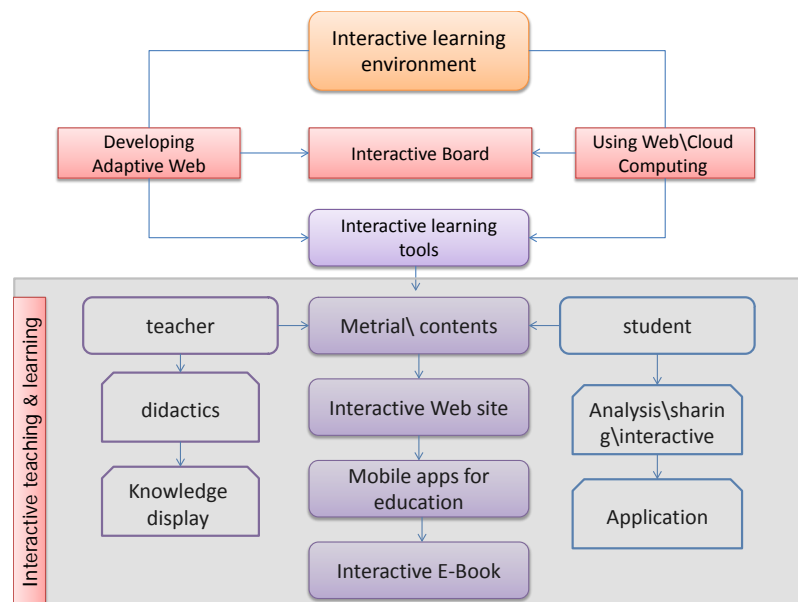 Interactive learning
environment
Developing
Adaptive Web
Interactive Board
Using Web\Cloud
Computing
Interactive learning
tools
Interactive teaching & learning
teacher
Metrial\ contents
student
didactics
Interactive Web site
Analysis\sharin
g\interactive
Knowledge
display
Mobile apps for
education
Application
Interactive E-Book